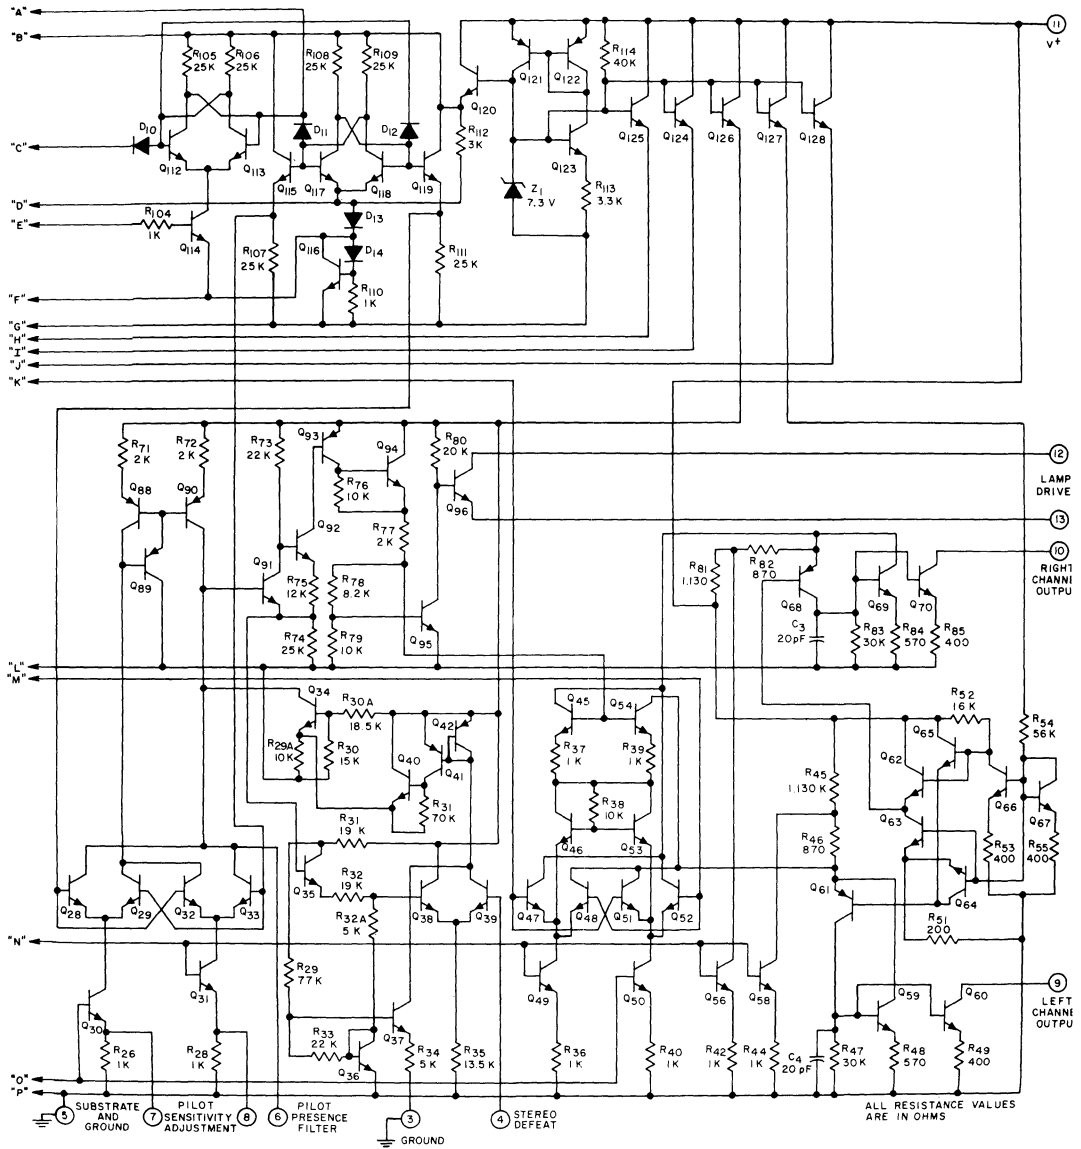 "A"
"B"
R105
25K
R106
25K
R108
25K
R109
25K
R114
40K
11
V+
Q121
Q122
Q120
D10
D11
D12
R112
3K
Q125
Q124
Q126
Q127
Q128
"C"
Q112
Q113
Q115
Q117
Q118
Q119
Q123
Z1
7.3 V
R113
3.3K
"D"
R104
1K
D13
"E"
Q114
R107
25K
Q116
D14
R111
25K
R110
1K
"F"
"G"
"H"
"I"
"J"
"K"
R71
2K
R72
2K
R73
22K
Q93
Q94
R80
20K
12
LAMP
DRIVE
Q88
Q90
R76
10K
Q96
13
Q92
R77
2K
Q89
Q91
R75
12K
R78
8.2K
R81
1.130
R82
870
10
RIGHT
CHANNE
OUTPU
Q68
Q69
Q70
R74
25K
R79
10K
Q95
C3
20pF
R83
30K
R84
570
R85
400
"L"
"M"
Q34
R30A
18.5K
Q42
Q45
Q54
R52
16K
R29A
10K
R30
15K
Q40
Q41
R37
1K
R39
1K
Q65
R54
56K
Q62
R31
70K
R38
10K
R45
1.130K
Q63
Q66
Q67
R31
19 K
Q46
Q53
R46
870
R53
400
R55
400
Q35
R32
19K
Q61
Q64
Q28
Q29
Q32
Q33
R32A
5 K
Q38
Q39
Q47
Q48
Q51
Q52
R51
200
"N"
Q31
R29
77K
Q49
Q50
Q56
Q58
Q59
Q60
9
LEFT
CHANNE
OUTPU
Q30
R33
22 K
Q37
R26
1K
R28
1K
Q36
R34
5K
R35
13.5K
R36
1K
R40
1K
R42
1K
R44
1K
C4
20pF
R47
30K
R48
570
R49
400
"O"
"P"
5
SUBSTRATE
AND
GROUND
7
PILOT
SENSITIVITY
ADJUSTMENT
8
6
PILOT
PRESENCE
FILTER
3
GROUND
4
STEREO
DEFEAT
ALL RESISTANCE VALUES
ARE IN OHMS